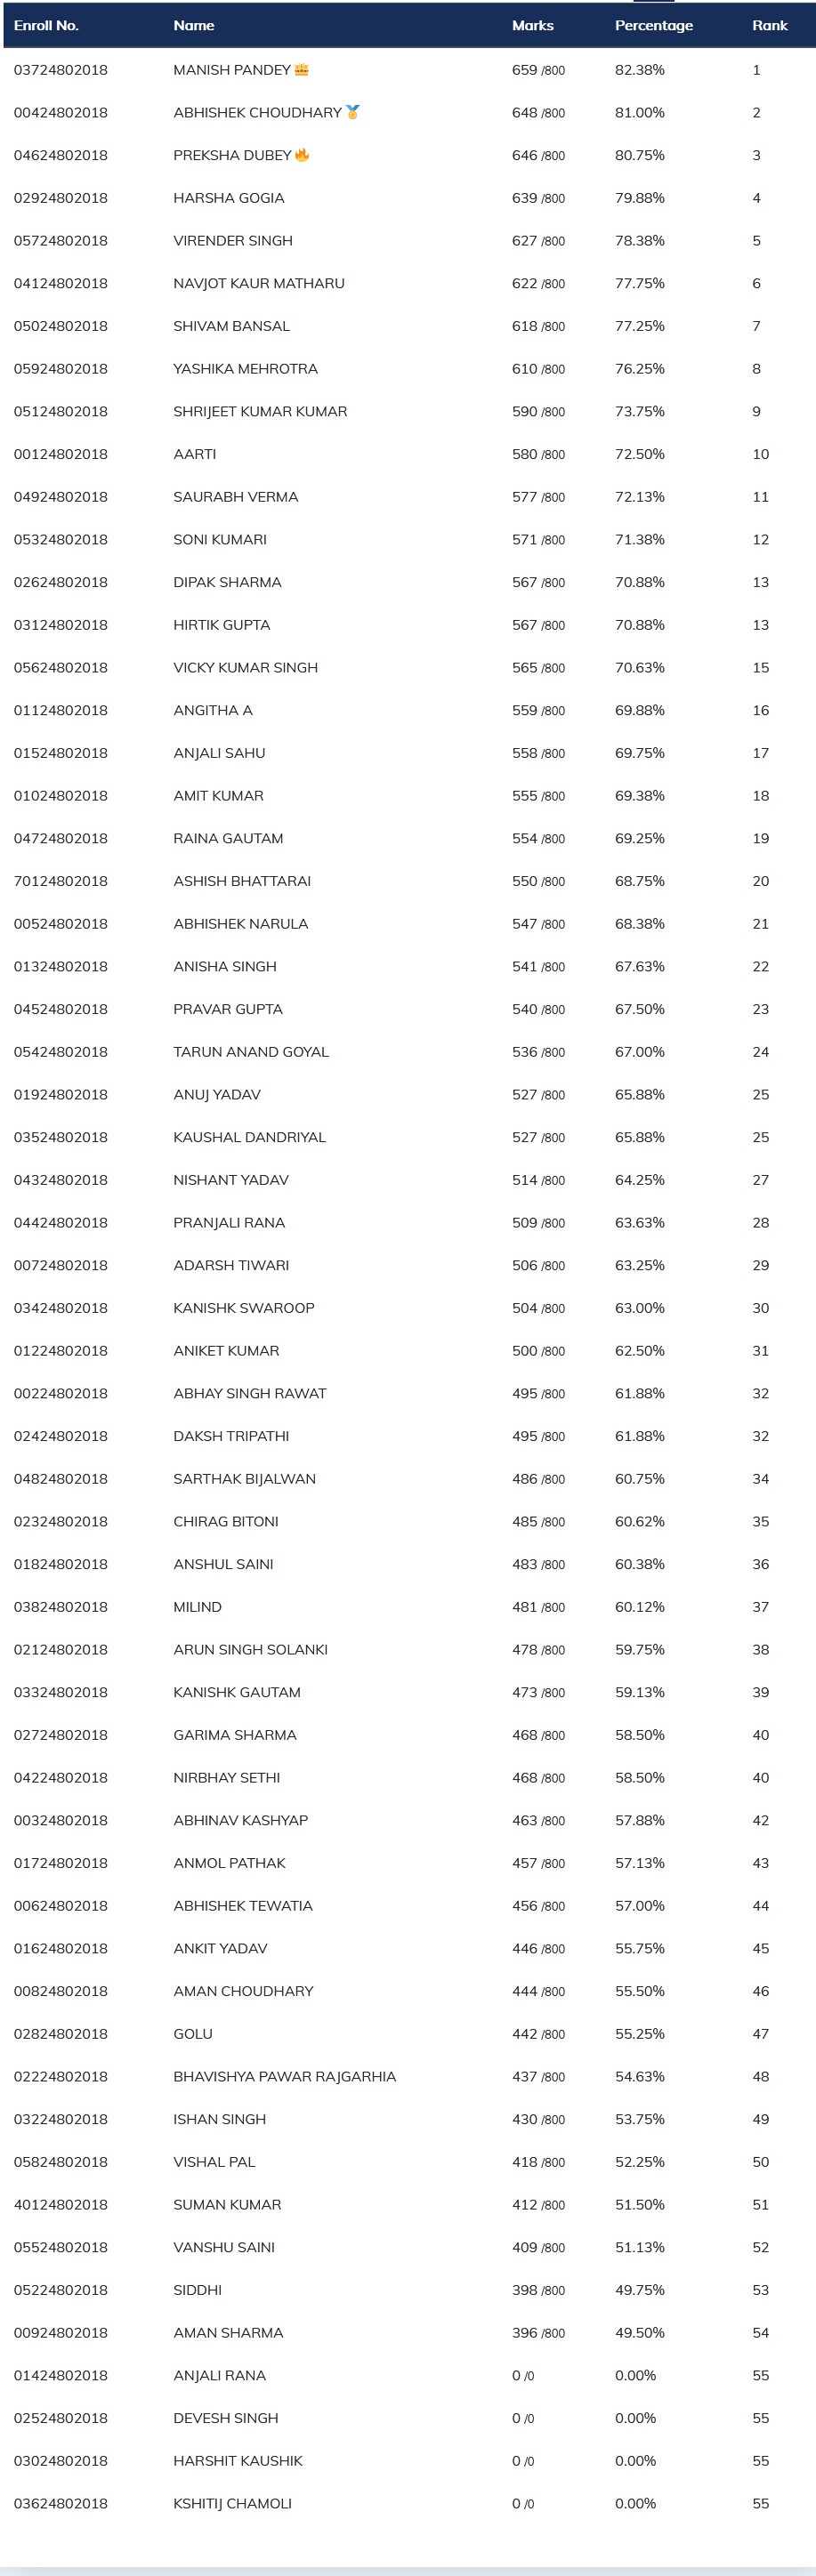 Enroll No. Name Marks Percentage Rank
03724802018 MANISH PANDEY 👑 659 /800 82.38% 1
00424802018 ABHISHEK CHOUDHARY 🏅 648 /800 81.00% 2
04624802018 PREKSHA DUBEY 🔥 646 /800 80.75% 3
02924802018 HARSHA GOGIA 639 /800 79.88% 4
05724802018 VIRENDER SINGH 627 /800 78.38% 5
04124802018 NAVJOT KAUR MATHARU 622 /800 77.75% 6
05024802018 SHIVAM BANSAL 618 /800 77.25% 7
05924802018 YASHIKA MEHROTRA 610 /800 76.25% 8
05124802018 SHRIJEET KUMAR KUMAR 590 /800 73.75% 9
00124802018 AARTI 580 /800 72.50% 10
04924802018 SAURABH VERMA 577 /800 72.13% 11
05324802018 SONI KUMARI 571 /800 71.38% 12
02624802018 DIPAK SHARMA 567 /800 70.88% 13
03124802018 HIRTIK GUPTA 567 /800 70.88% 13
05624802018 VICKY KUMAR SINGH 565 /800 70.63% 15
01124802018 ANGITHA A 559 /800 69.88% 16
01524802018 ANJALI SAHU 558 /800 69.75% 17
01024802018 AMIT KUMAR 555 /800 69.38% 18
04724802018 RAINA GAUTAM 554 /800 69.25% 19
70124802018 ASHISH BHATTARAI 550 /800 68.75% 20
00524802018 ABHISHEK NARULA 547 /800 68.38% 21
01324802018 ANISHA SINGH 541 /800 67.63% 22
04524802018 PRAVAR GUPTA 540 /800 67.50% 23
05424802018 TARUN ANAND GOYAL 536 /800 67.00% 24
01924802018 ANUJ YADAV 527 /800 65.88% 25
03524802018 KAUSHAL DANDRIYAL 527 /800 65.88% 25
04324802018 NISHANT YADAV 514 /800 64.25% 27
04424802018 PRANJALI RANA 509 /800 63.63% 28
00724802018 ADARSH TIWARI 506 /800 63.25% 29
03424802018 KANISHK SWAROOP 504 /800 63.00% 30
01224802018 ANIKET KUMAR 500 /800 62.50% 31
00224802018 ABHAY SINGH RAWAT 495 /800 61.88% 32
02424802018 DAKSH TRIPATHI 495 /800 61.88% 32
04824802018 SARTHAK BIJALWAN 486 /800 60.75% 34
02324802018 CHIRAG BITONI 485 /800 60.62% 35
01824802018 ANSHUL SAINI 483 /800 60.38% 36
03824802018 MILIND 481 /800 60.12% 37
02124802018 ARUN SINGH SOLANKI 478 /800 59.75% 38
03324802018 KANISHK GAUTAM 473 /800 59.13% 39
02724802018 GARIMA SHARMA 468 /800 58.50% 40
04224802018 NIRBHAY SETHI 468 /800 58.50% 40
00324802018 ABHINAV KASHYAP 463 /800 57.88% 42
01724802018 ANMOL PATHAK 457 /800 57.13% 43
00624802018 ABHISHEK TEWATIA 456 /800 57.00% 44
01624802018 ANKIT YADAV 446 /800 55.75% 45
00824802018 AMAN CHOUDHARY 444 /800 55.50% 46
02824802018 GOLU 442 /800 55.25% 47
02224802018 BHAVISHYA PAWAR RAJGARHIA 437 /800 54.63% 48
03224802018 ISHAN SINGH 430 /800 53.75% 49
05824802018 VISHAL PAL 418 /800 52.25% 50
40124802018 SUMAN KUMAR 412 /800 51.50% 51
05524802018 VANSHU SAINI 409 /800 51.13% 52
05224802018 SIDDHI 398 /800 49.75% 53
00924802018 AMAN SHARMA 396 /800 49.50% 54
01424802018 ANJALI RANA 0 /0 0.00% 55
02524802018 DEVESH SINGH 0 /0 0.00% 55
03024802018 HARSHIT KAUSHIK 0 /0 0.00% 55
03624802018 KSHITIJ CHAMOLI 0 /0 0.00% 55